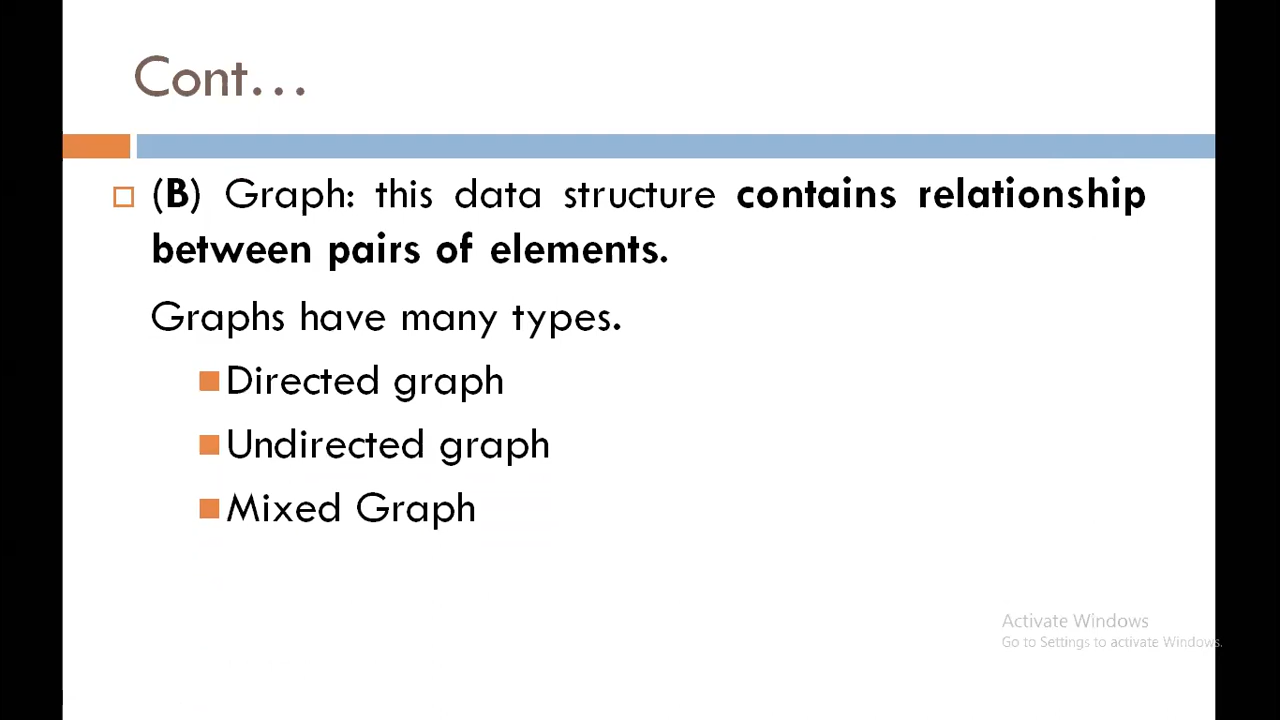 Cont...
(B) Graph: this data structure contains relationship
between pairs of elements.
Graphs have many types.
Directed graph
Undirected graph
Mixed Graph
Activate Windows
Go to Settings to activate Windows.